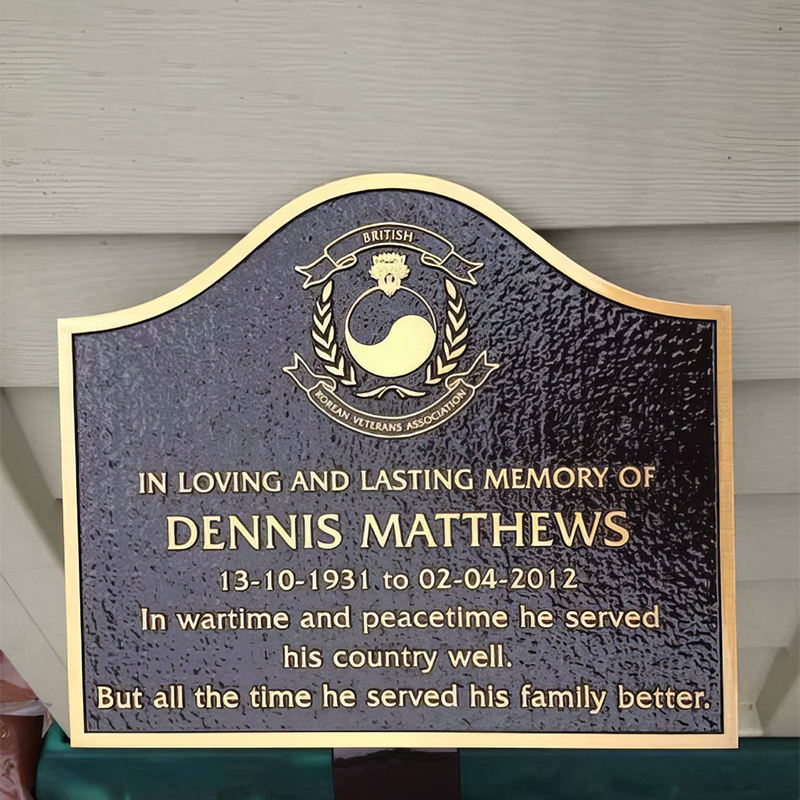 BRITISH
KOREAN VETERANS ASSOCIATION
IN LOVING AND LASTING MEMORY OF
DENNIS MATTHEWS
13-10-1931 to 02-04-2012
In wartime and peacetime he served
his country well.
But all the time he served his family better.